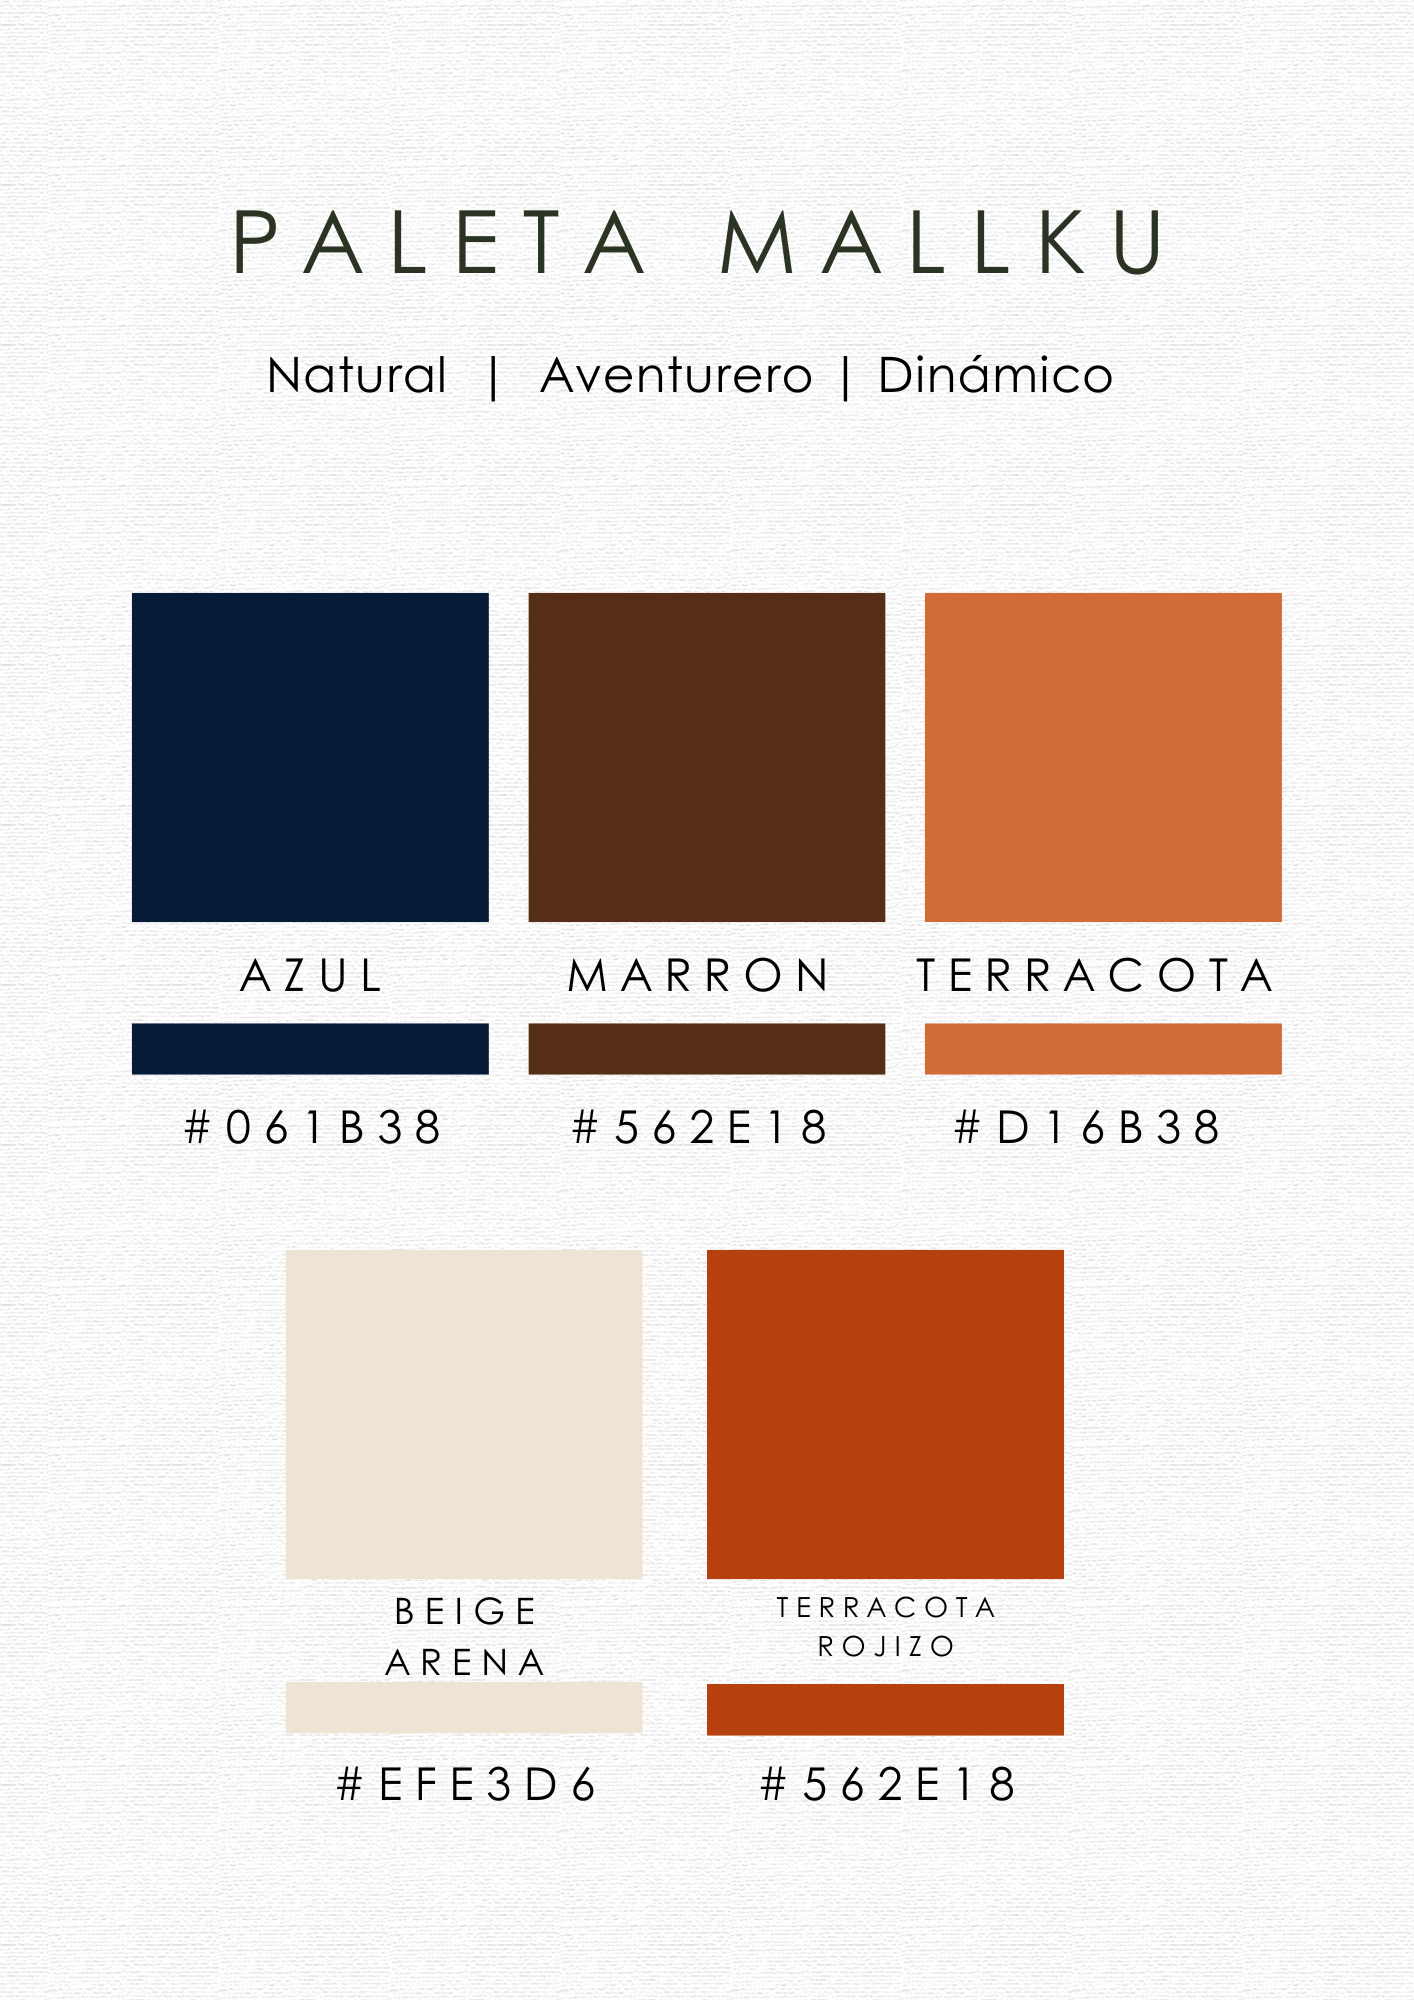 PALETA MALLKU
Natural | Aventurero | Dinámico
AZUL
MARRON
TERRACOTA
#061B38
#562E18
#D16B38
BEIGE
ARENA
TERRACOTA
ROJIZO
#EFE3D6
#562E18